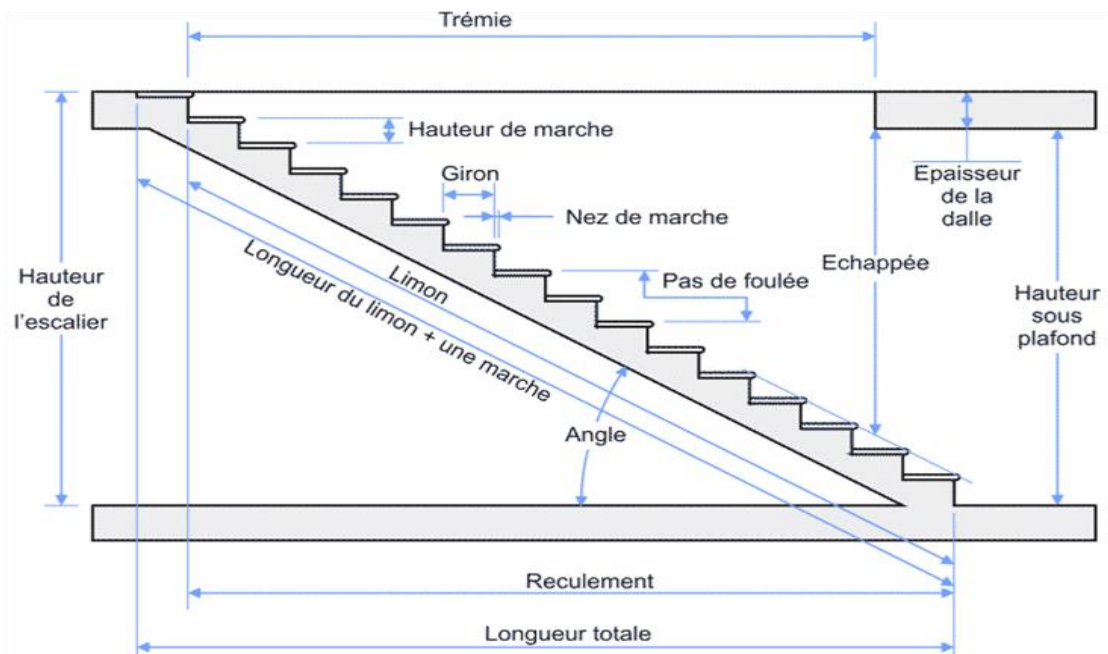 Trémie
Hauteur de marche
Giron
Nez de marche
Epaisseur
de la
dalle
Hauteur
de
l'escalier
Limon
Longueur du limon + une marche
Pas de foulée
Echappée
Hauteur
sous
plafond
Angle
Reculement
Longueur totale